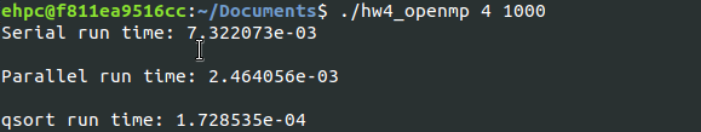 ehpc@f811ea9516cc:~/Documents$ ./hw4_openmp 4 1000
Serial run time: 7.322073e-03
Parallel run time: 2.464056e-03
qsort run time: 1.728535e-04